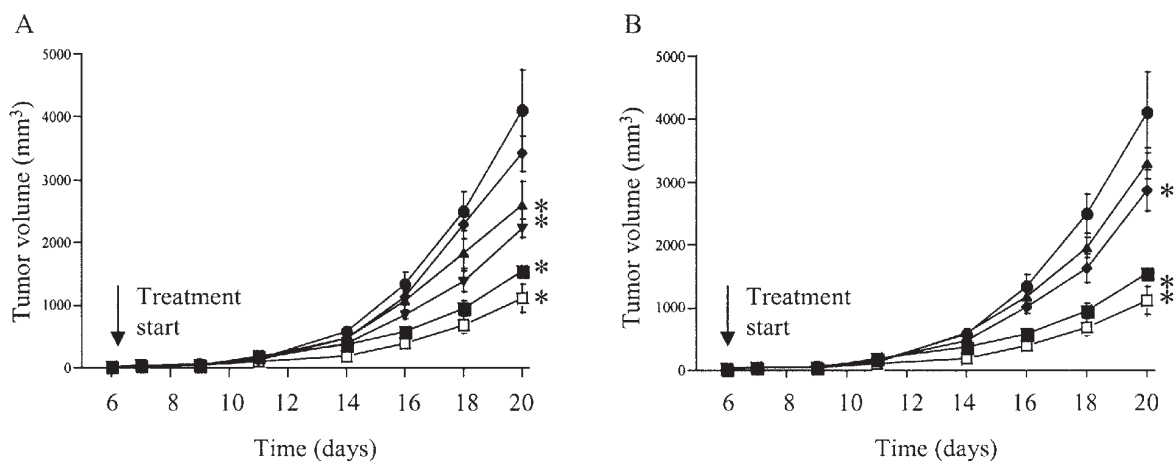 A
Tumor volume (mm³)
5000
4000
3000
2000
1000
0
Treatment
start
*
*
*
*
6 8 10 12 14 16 18 20
Time (days)
B
Tumor volume (mm³)
5000
4000
3000
2000
1000
0
Treatment
start
*
*
*
6 8 10 12 14 16 18 20
Time (days)